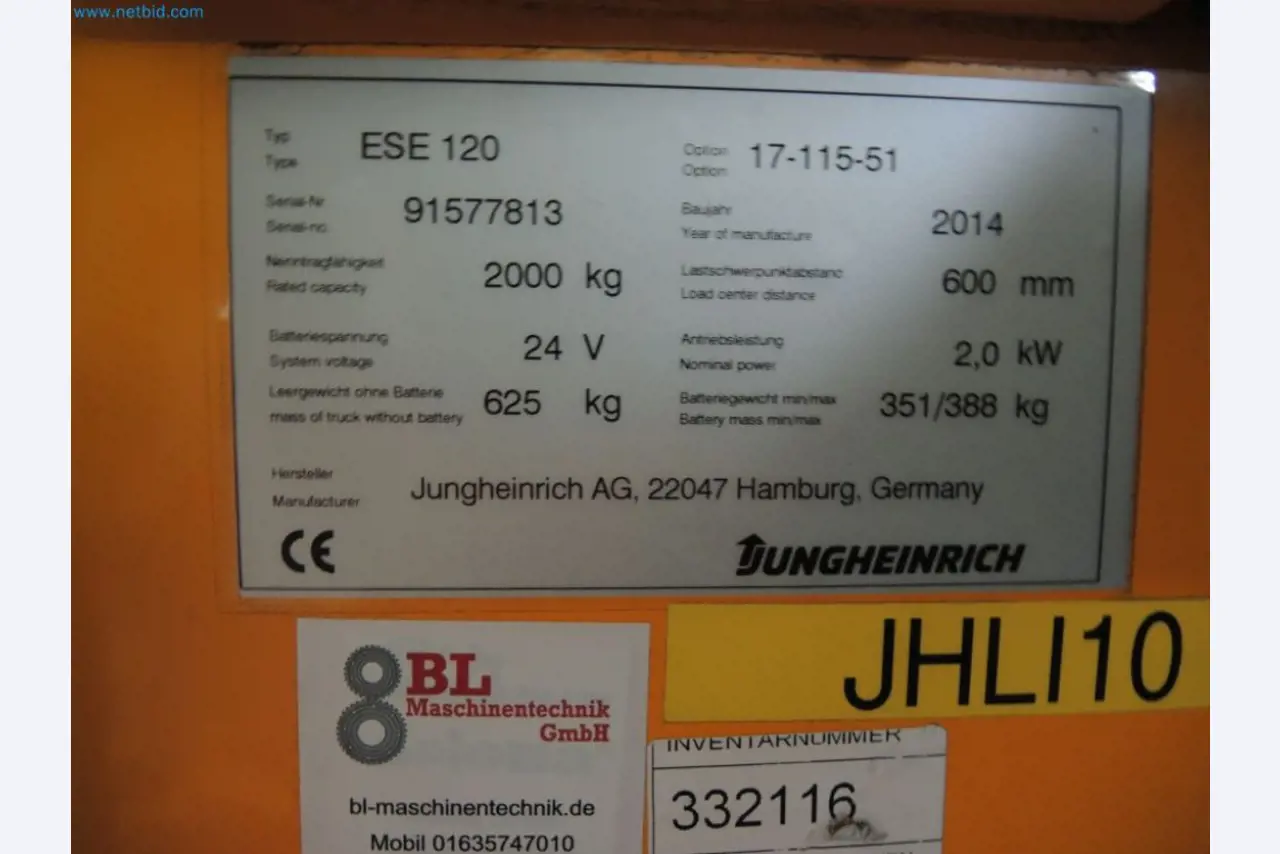 www.netbid.com
Typ
Type
ESE 120
Option
Option
17-115-51
Serial-Nr
Serial-no.
91577813
Baujahr
Year of manufacture
2014
Nenntragfähigkeit
Rated capacity
2000 kg
Lastschwerpunktabstand
Load center distance
600 mm
Batteriespannung
System voltage
24 V
Antriebsleistung
Nominal power
2,0 kW
Leergewicht ohne Batterie
mass of truck without battery
625 kg
Batteriegewicht min/max
Battery mass min/max
351/388 kg
Hersteller
Manufacturer
Jungheinrich AG, 22047 Hamburg, Germany
CE
JUNGHEINRICH
JHLI10
BL
Maschinentechnik
GmbH
bl-maschinentechnik.de
Mobil 01635747010
INVENTARNUMMER
332116